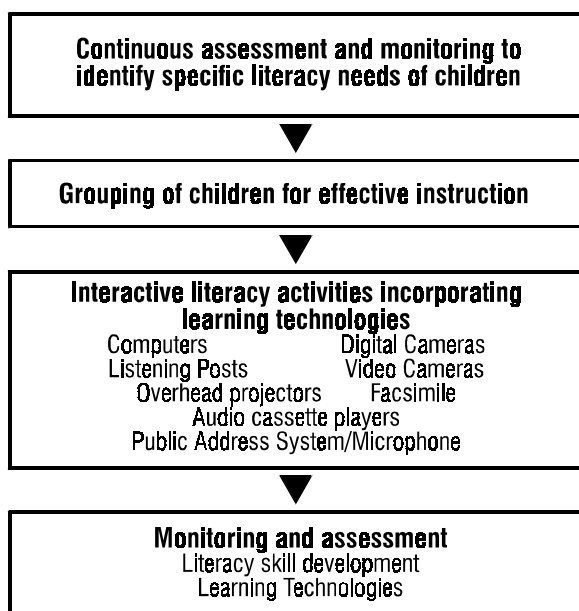 Continuous assessment and monitoring to
identify specific literacy needs of children
Grouping of children for effective instruction
Interactive literacy activities incorporating
learning technologies
Computers Digital Cameras
Listening Posts Video Cameras
Overhead projectors Facsimile
Audio cassette players
Public Address System/Microphone
Monitoring and assessment
Literacy skill development
Learning Technologies